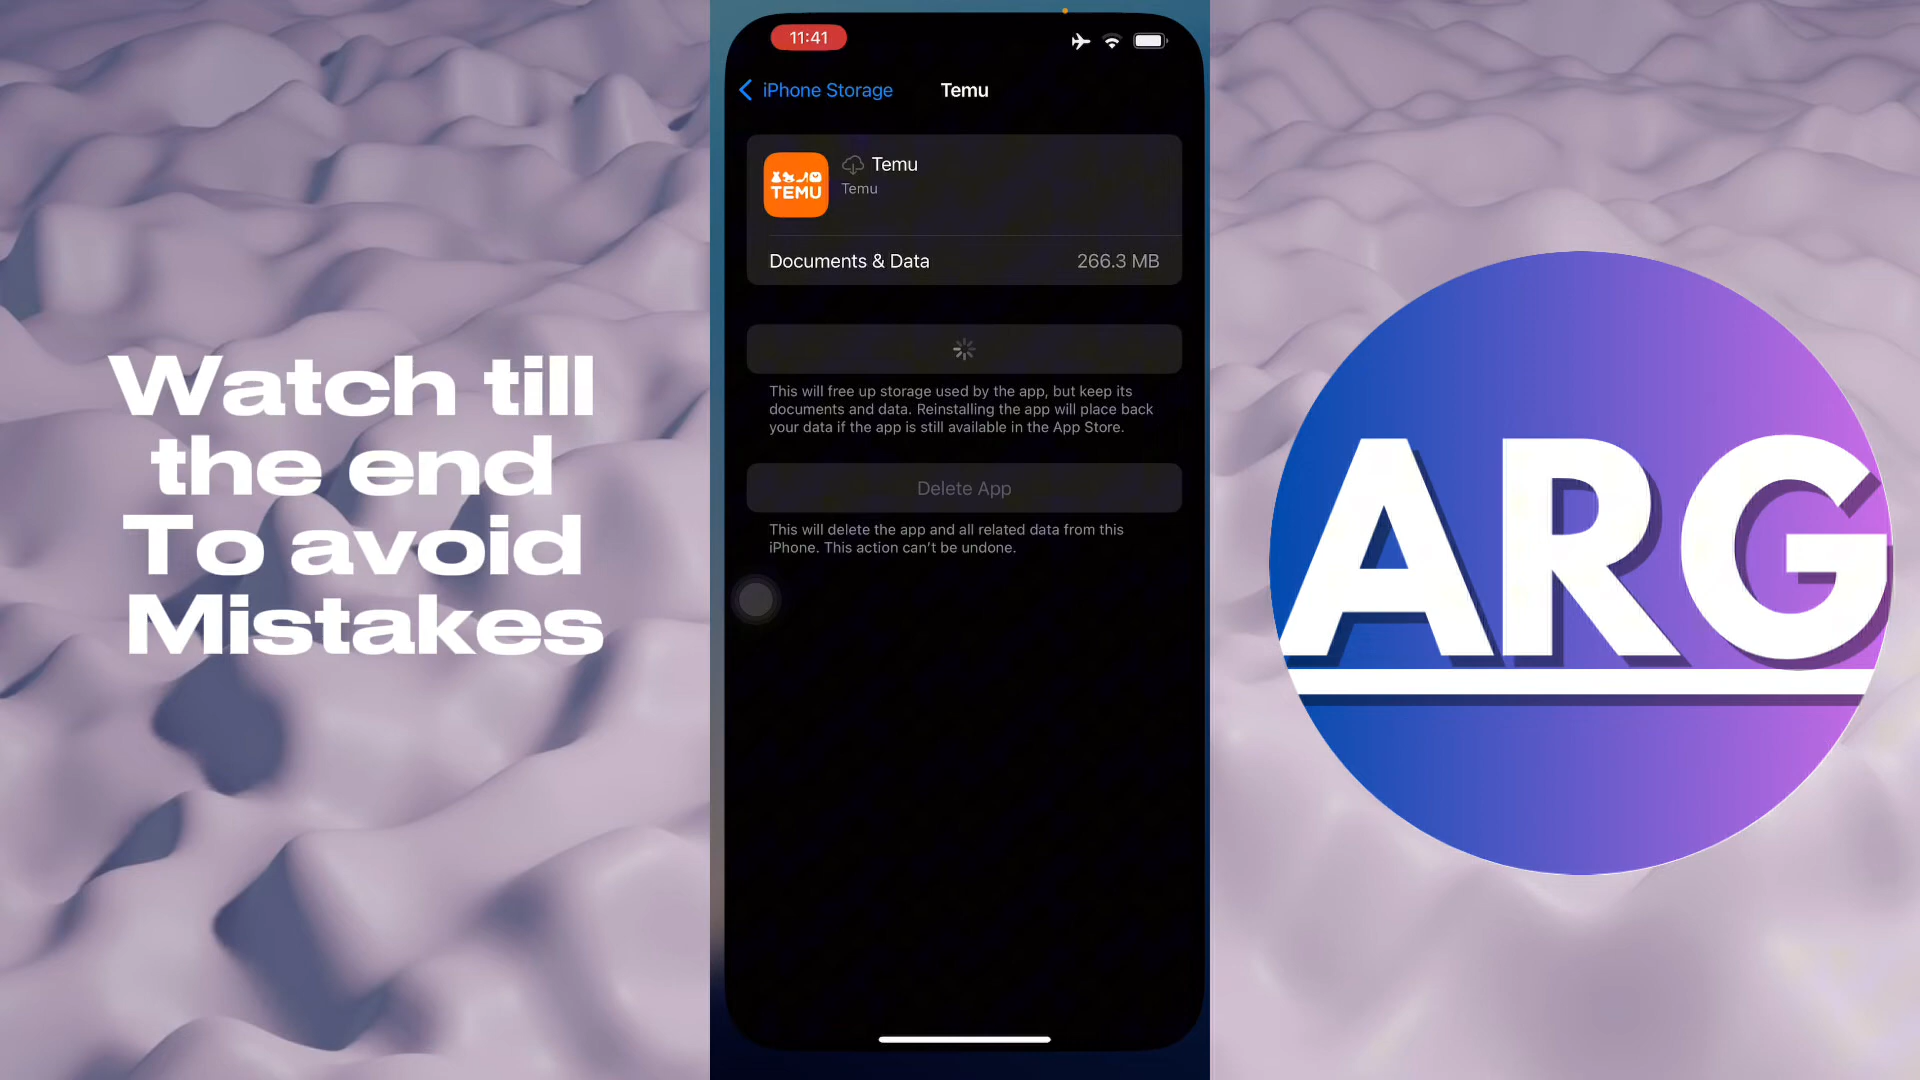 Watch till
the end
To avoid
Mistakes
11:41
iPhone Storage
Temu
TEMU
Temu
Temu
Documents & Data
266.3 MB
This will free up storage used by the app, but keep its
documents and data. Reinstalling the app will place back
your data if the app is still available in the App Store.
Delete App
This will delete the app and all related data from this
iPhone. This action can't be undone.
ARG